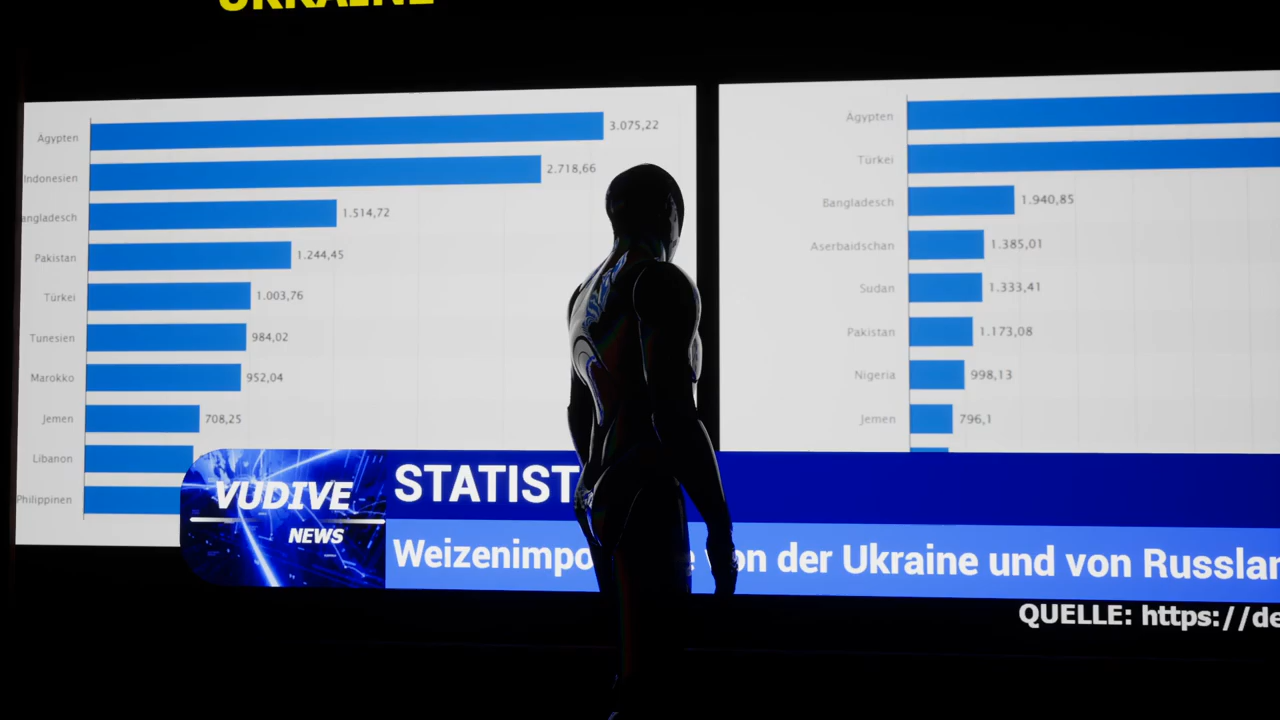 UKRAINE
Ägypten 3.075,22
Indonesien 2.718,66
angladesch 1.514,72
Pakistan 1.244,45
Türkei 1.003,76
Tunesien 984,02
Marokko 952,04
Jemen 708,25
Libanon
Philippinen
Ägypten
Türkei
Bangladesch 1.940,85
Aserbaidschan 1.385,01
Sudan 1.333,41
Pakistan 1.173,08
Nigeria 998,13
Jemen 796,1
VUDIVE
NEWS
STATIST
Weizenimpo e von der Ukraine und von Russlan
QUELLE: https://de